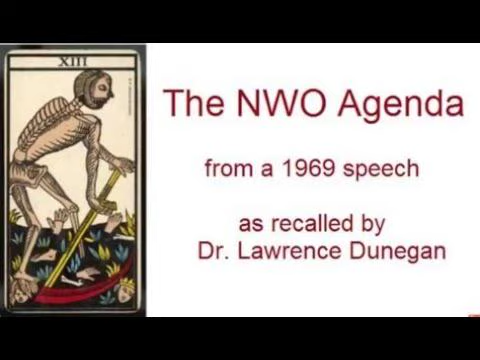 XIII
The NWO Agenda
from a 1969 speech
as recalled by
Dr. Lawrence Dunegan